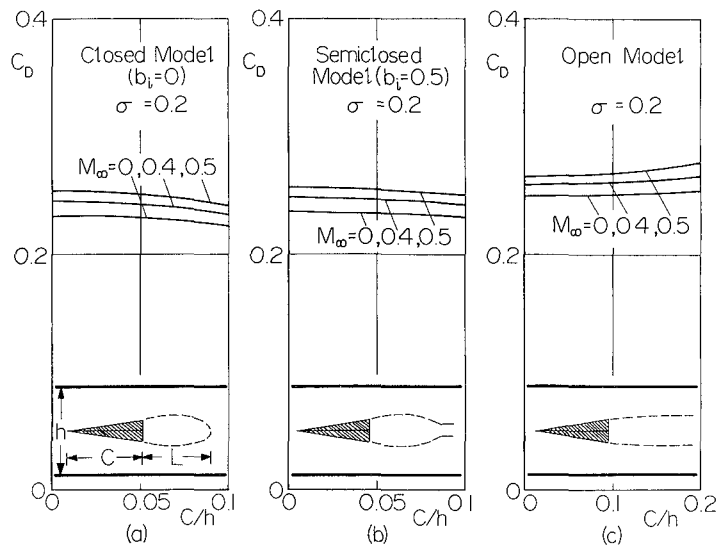 0.4
C_D
Closed Model
(b_i=0)
σ=0.2
M∞=0,0.4,0.5
0.2
h
C
L
0
0.05
0.1
C/h
(a)
0.4
C_D
Semiclosed
Model(b_i=0.5)
σ=0.2
M∞=0,0.4,0.5
0.2
0
0.05
0.1
C/h
(b)
0.4
C_D
Open Model
σ=0.2
M∞=0,0.4,0.5
0.2
0
0.1
0.2
C/h
(c)